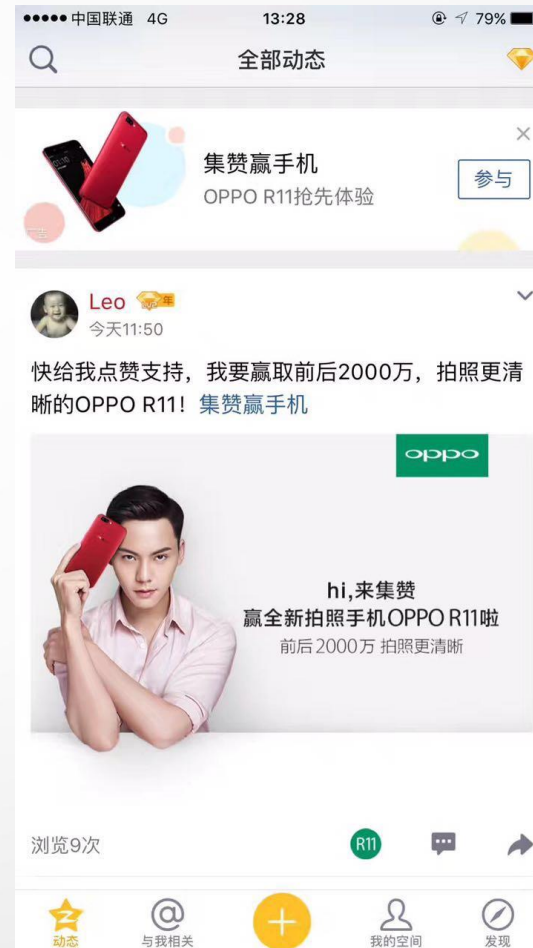 中国联通 4G 13:28 79%
全部动态
集赞赢手机
OPPO R11抢先体验
参与
Leo 年
今天11:50
快给我点赞支持，我要赢取前后2000万，拍照更清
晰的OPPO R11！集赞赢手机
oppo
hi,来集赞
赢全新拍照手机OPPO R11啦
前后2000万 拍照更清晰
浏览9次
R11
动态 与我相关 我的空间 发现